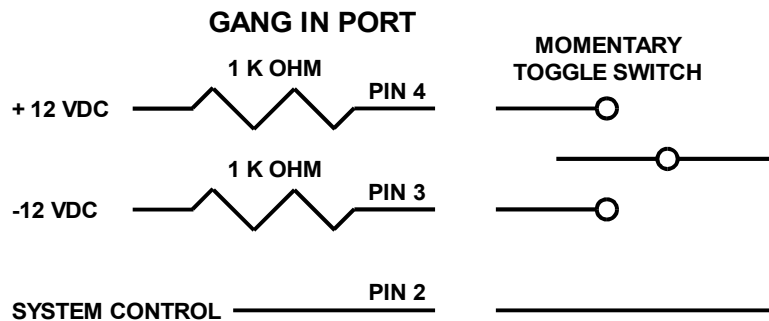 GANG IN PORT
MOMENTARY
TOGGLE SWITCH
1 K OHM
+ 12 VDC
PIN 4
1 K OHM
-12 VDC
PIN 3
SYSTEM CONTROL
PIN 2